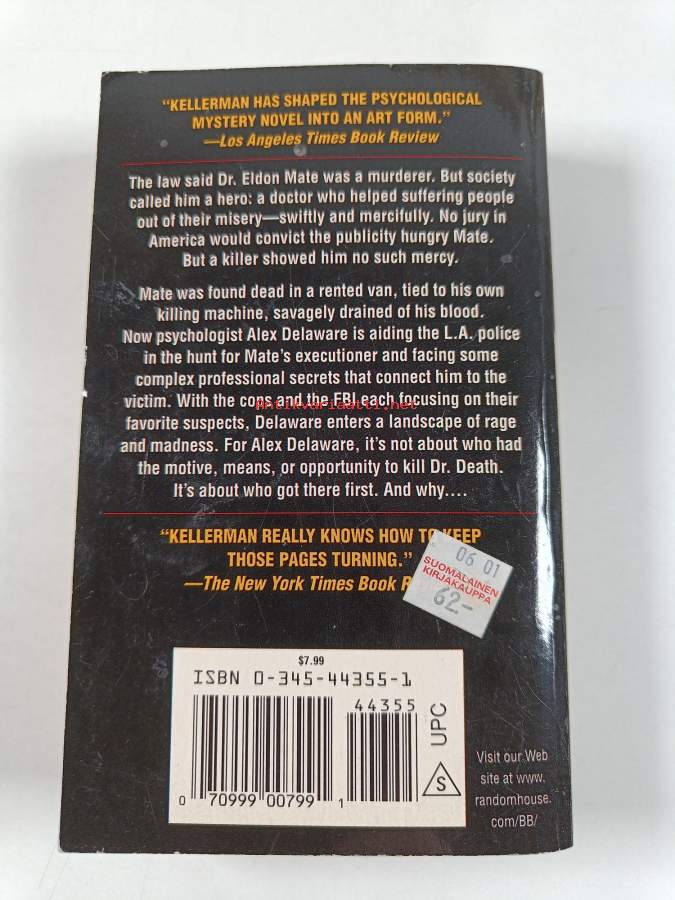 “KELLERMAN HAS SHAPED THE PSYCHOLOGICAL
MYSTERY NOVEL INTO AN ART FORM.”
—Los Angeles Times Book Review
The law said Dr. Eldon Mate was a murderer. But society
called him a hero: a doctor who helped suffering people
out of their misery—swiftly and mercifully. No jury in
America would convict the publicity hungry Mate.
But a killer showed him no such mercy.
Mate was found dead in a rented van, tied to his own
killing machine, savagely drained of his blood.
Now psychologist Alex Delaware is aiding the L.A. police
in the hunt for Mate’s executioner and facing some
complex professional secrets that connect him to the
victim. With the cops and the FBI each focusing on their
Antikvariaatti.net
favorite suspects, Delaware enters a landscape of rage
and madness. For Alex Delaware, it’s not about who had
the motive, means, or opportunity to kill Dr. Death.
It’s about who got there first. And why....
“KELLERMAN REALLY KNOWS HOW TO KEEP
THOSE PAGES TURNING.”
—The New York Times Book R
06 01
SUOMALAINEN
KIRJAKAUPPA
62-
$7.99
ISBN 0-345-44355-1
44355
0 70999 00799 1
UPC
S
Visit our Web
site at www.
randomhouse.
com/BB/